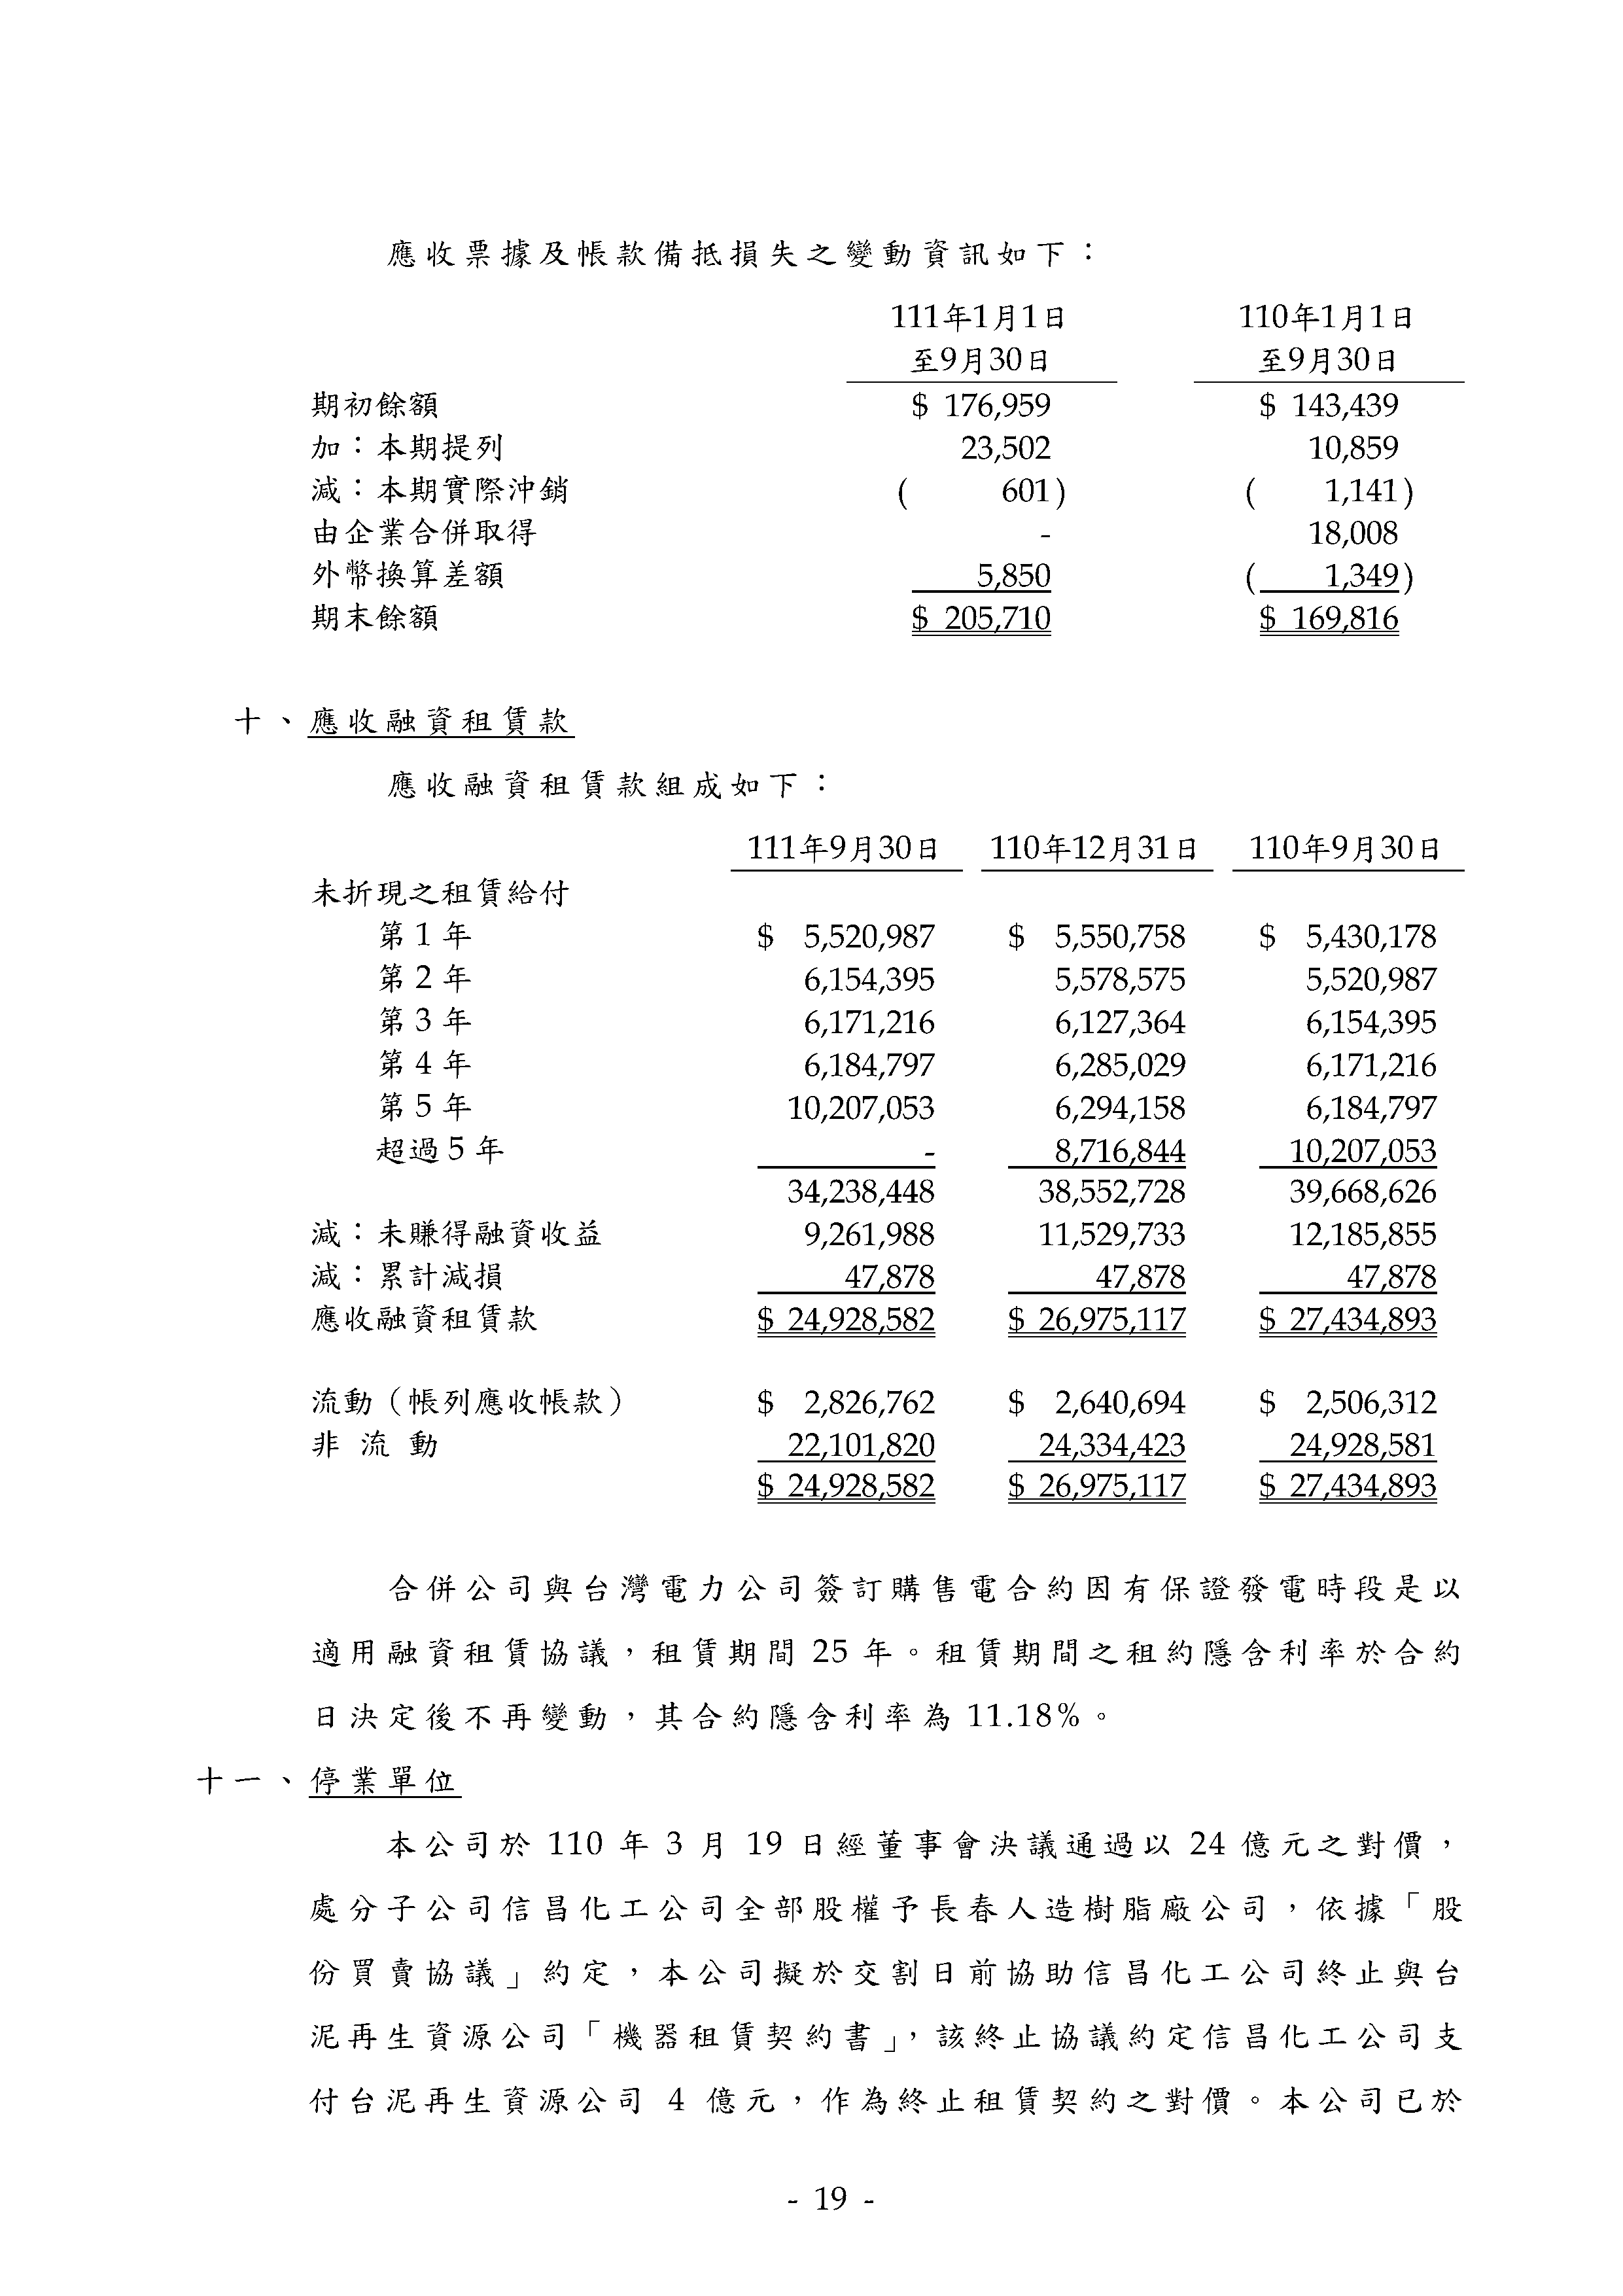 應收票據及帳款備抵損失之變動資訊如下：
111年1月1日 110年1月1日
至9月30日 至9月30日
期初餘額 $ 176,959 $ 143,439
加：本期提列 23,502 10,859
減：本期實際沖銷 ( 601) ( 1,141)
由企業合併取得 - 18,008
外幣換算差額 5,850 ( 1,349)
期末餘額 $ 205,710 $ 169,816
十、應收融資租賃款
應收融資租賃款組成如下：
111年9月30日 110年12月31日 110年9月30日
未折現之租賃給付
第 1 年 $ 5,520,987 $ 5,550,758 $ 5,430,178
第 2 年 6,154,395 5,578,575 5,520,987
第 3 年 6,171,216 6,127,364 6,154,395
第 4 年 6,184,797 6,285,029 6,171,216
第 5 年 10,207,053 6,294,158 6,184,797
超過 5 年 - 8,716,844 10,207,053
34,238,448 38,552,728 39,668,626
減：未賺得融資收益 9,261,988 11,529,733 12,185,855
減：累計減損 47,878 47,878 47,878
應收融資租賃款 $ 24,928,582 $ 26,975,117 $ 27,434,893
流動（帳列應收帳款） $ 2,826,762 $ 2,640,694 $ 2,506,312
非 流 動 22,101,820 24,334,423 24,928,581
$ 24,928,582 $ 26,975,117 $ 27,434,893
合併公司與台灣電力公司簽訂購售電合約因有保證發電時段是以
適用融資租賃協議，租賃期間 25 年。租賃期間之租約隱含利率於合約
日決定後不再變動，其合約隱含利率為 11.18%。
十一、停業單位
本公司於 110 年 3 月 19 日經董事會決議通過以 24 億元之對價，
處分子公司信昌化工公司全部股權予長春人造樹脂廠公司，依據「股
份買賣協議」約定，本公司擬於交割日前協助信昌化工公司終止與台
泥再生資源公司「機器租賃契約書」，該終止協議約定信昌化工公司支
付台泥再生資源公司 4 億元，作為終止租賃契約之對價。本公司已於
- 19 -